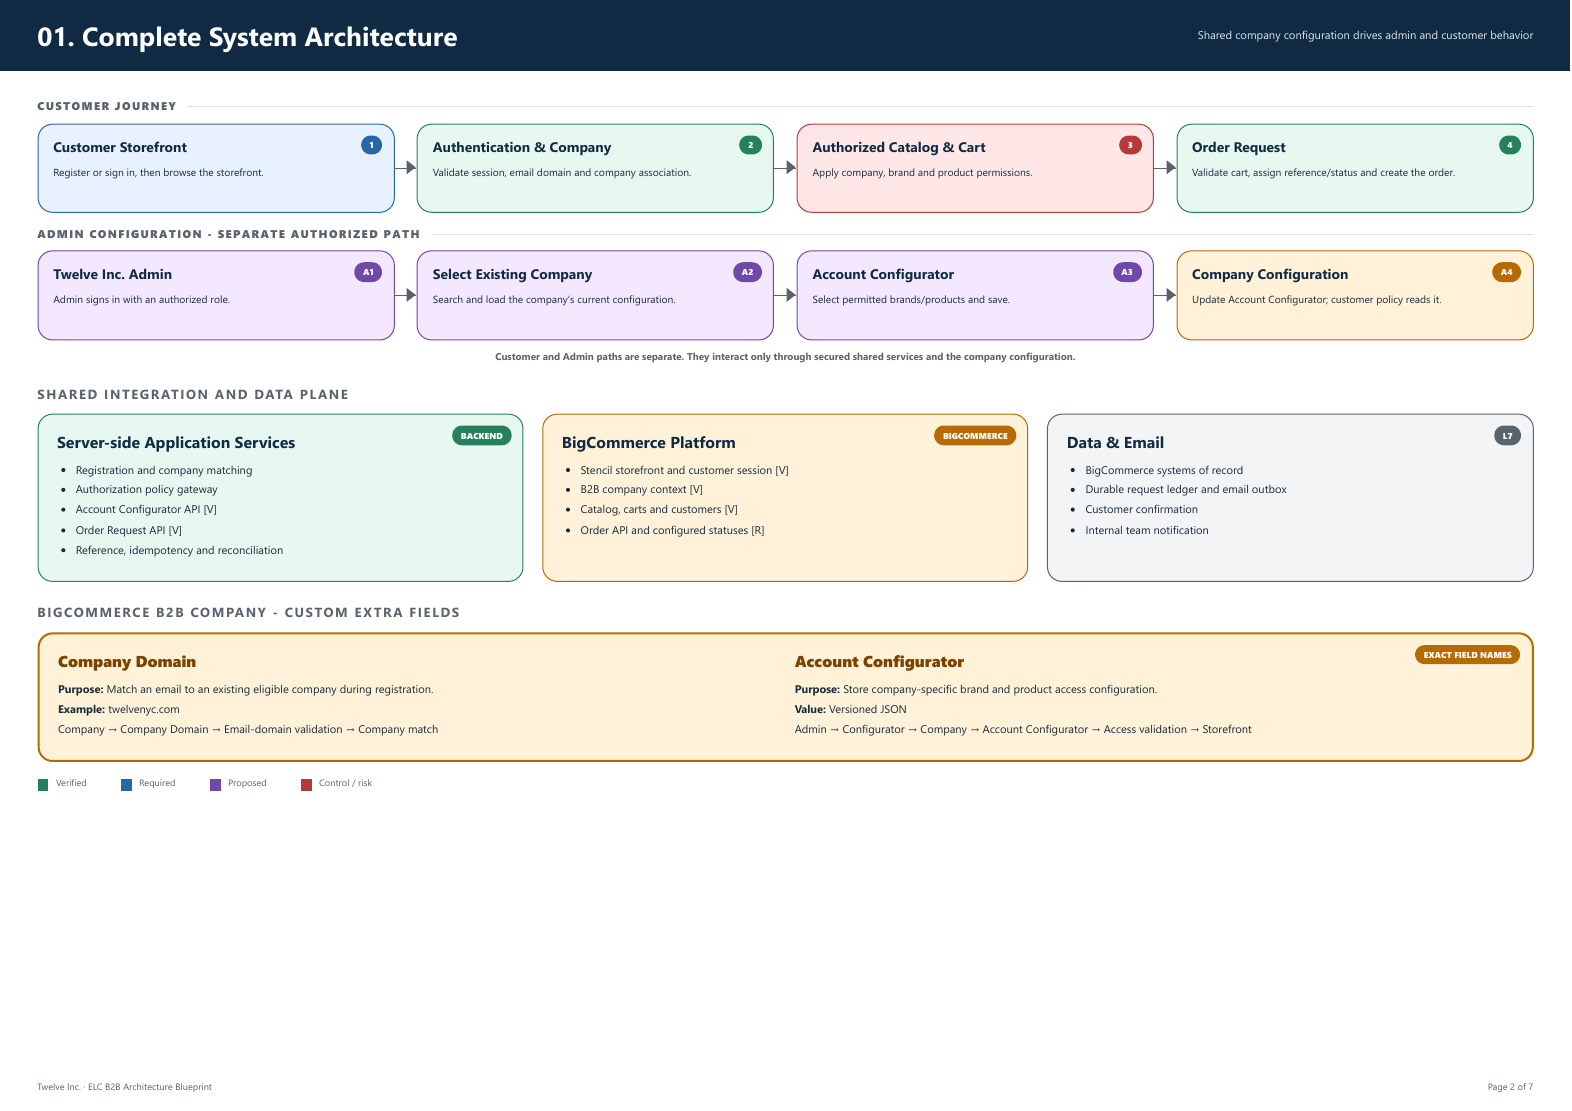 01. Complete System Architecture
Shared company configuration drives admin and customer behavior
CUSTOMER JOURNEY
Customer Storefront
1
Register or sign in, then browse the storefront.
Authentication & Company
2
Validate session, email domain and company association.
Authorized Catalog & Cart
3
Apply company, brand and product permissions.
Order Request
4
Validate cart, assign reference/status and create the order.
ADMIN CONFIGURATION - SEPARATE AUTHORIZED PATH
Twelve Inc. Admin
A1
Admin signs in with an authorized role.
Select Existing Company
A2
Search and load the company's current configuration.
Account Configurator
A3
Select permitted brands/products and save.
Company Configuration
A4
Update Account Configurator; customer policy reads it.
Customer and Admin paths are separate. They interact only through secured shared services and the company configuration.
SHARED INTEGRATION AND DATA PLANE
Server-side Application Services
BACKEND
• Registration and company matching
• Authorization policy gateway
• Account Configurator API [V]
• Order Request API [V]
• Reference, idempotency and reconciliation
BigCommerce Platform
BIGCOMMERCE
• Stencil storefront and customer session [V]
• B2B company context [V]
• Catalog, carts and customers [V]
• Order API and configured statuses [R]
Data & Email
L7
• BigCommerce systems of record
• Durable request ledger and email outbox
• Customer confirmation
• Internal team notification
BIGCOMMERCE B2B COMPANY - CUSTOM EXTRA FIELDS
Company Domain
Purpose: Match an email to an existing eligible company during registration.
Example: twelvenyc.com
Company → Company Domain → Email-domain validation → Company match
Account Configurator
EXACT FIELD NAMES
Purpose: Store company-specific brand and product access configuration.
Value: Versioned JSON
Admin → Configurator → Company → Account Configurator → Access validation → Storefront
Verified
Required
Proposed
Control / risk
Twelve Inc. · ELC B2B Architecture Blueprint
Page 2 of 7